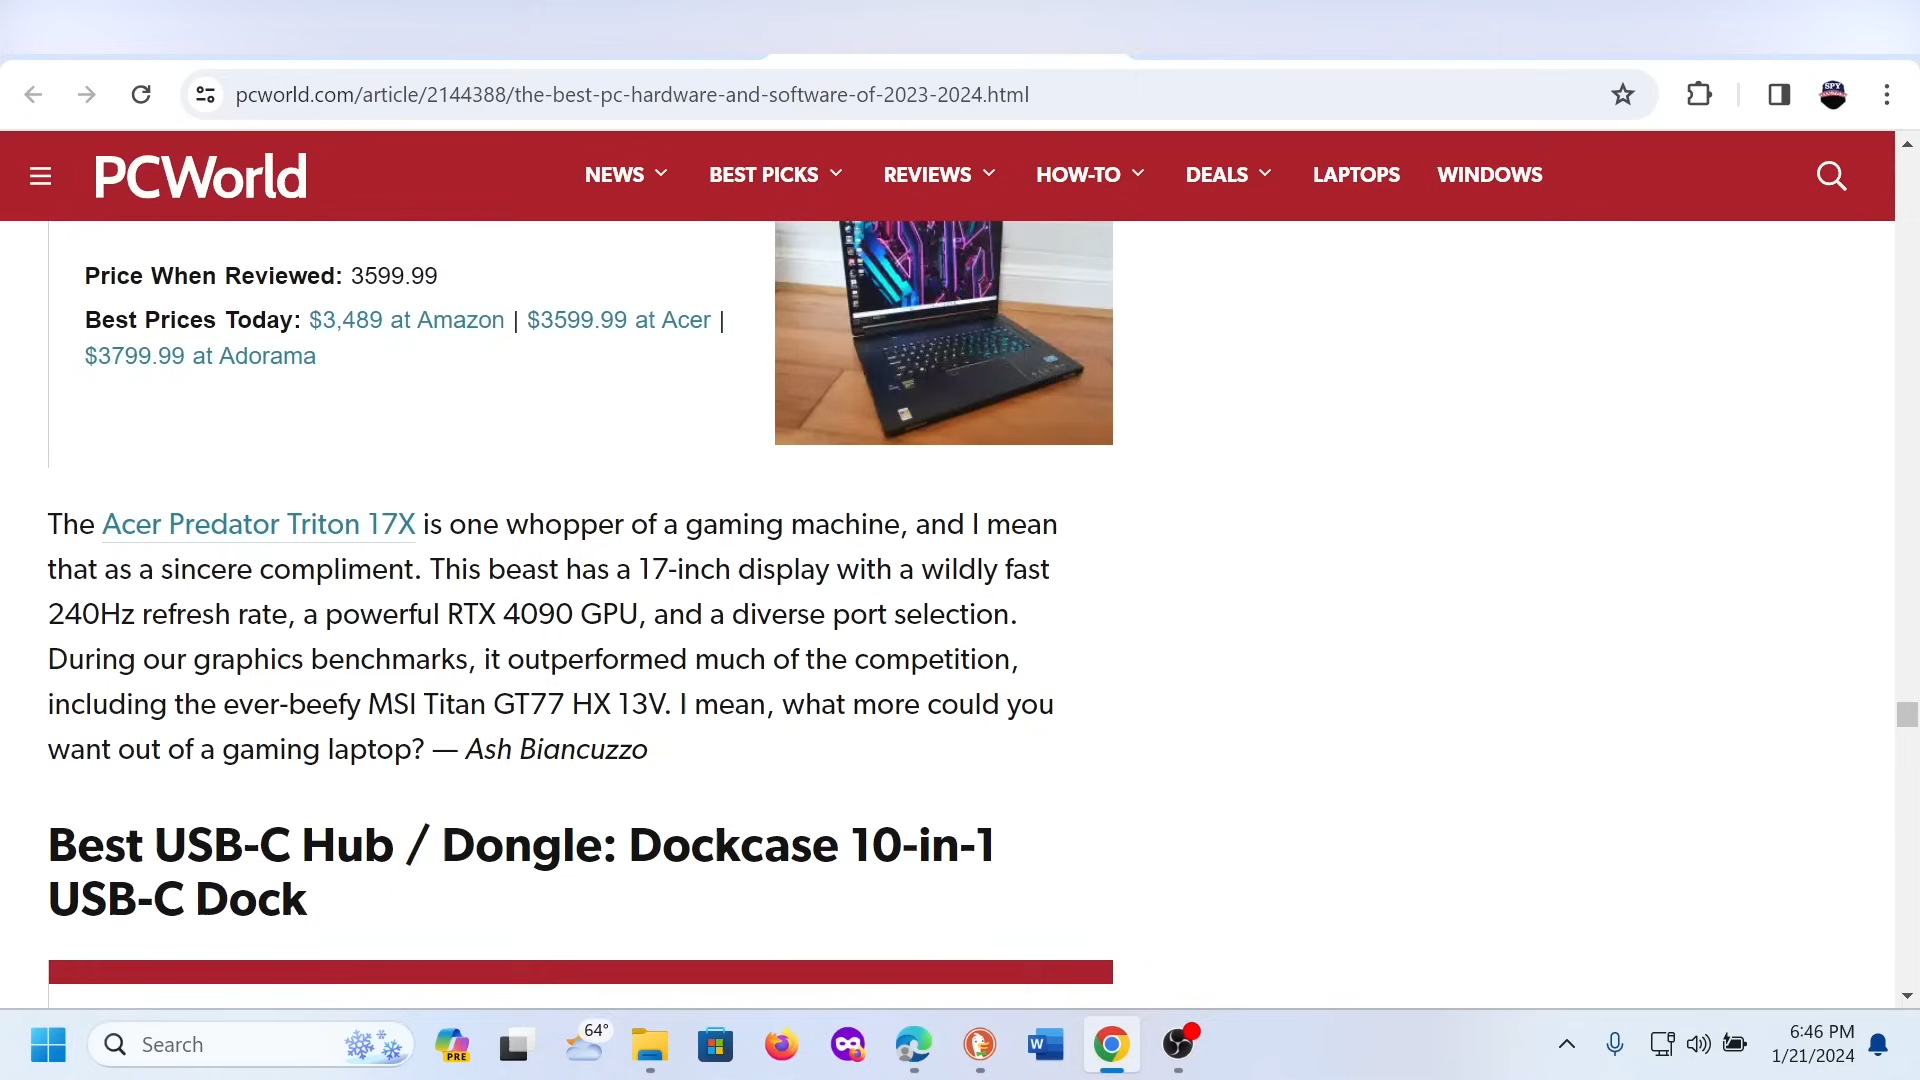 pcworld.com/article/2144388/the-best-pc-hardware-and-software-of-2023-2024.html
SPY
PCWorld
NEWS BEST PICKS REVIEWS HOW-TO DEALS LAPTOPS WINDOWS
Price When Reviewed: 3599.99
Best Prices Today: $3,489 at Amazon | $3599.99 at Acer |
$3799.99 at Adorama
The Acer Predator Triton 17X is one whopper of a gaming machine, and I mean
that as a sincere compliment. This beast has a 17-inch display with a wildly fast
240Hz refresh rate, a powerful RTX 4090 GPU, and a diverse port selection.
During our graphics benchmarks, it outperformed much of the competition,
including the ever-beefy MSI Titan GT77 HX 13V. I mean, what more could you
want out of a gaming laptop? — Ash Biancuzzo
Best USB-C Hub / Dongle: Dockcase 10-in-1
USB-C Dock
Search
PRE
64°
W
6:46 PM
1/21/2024